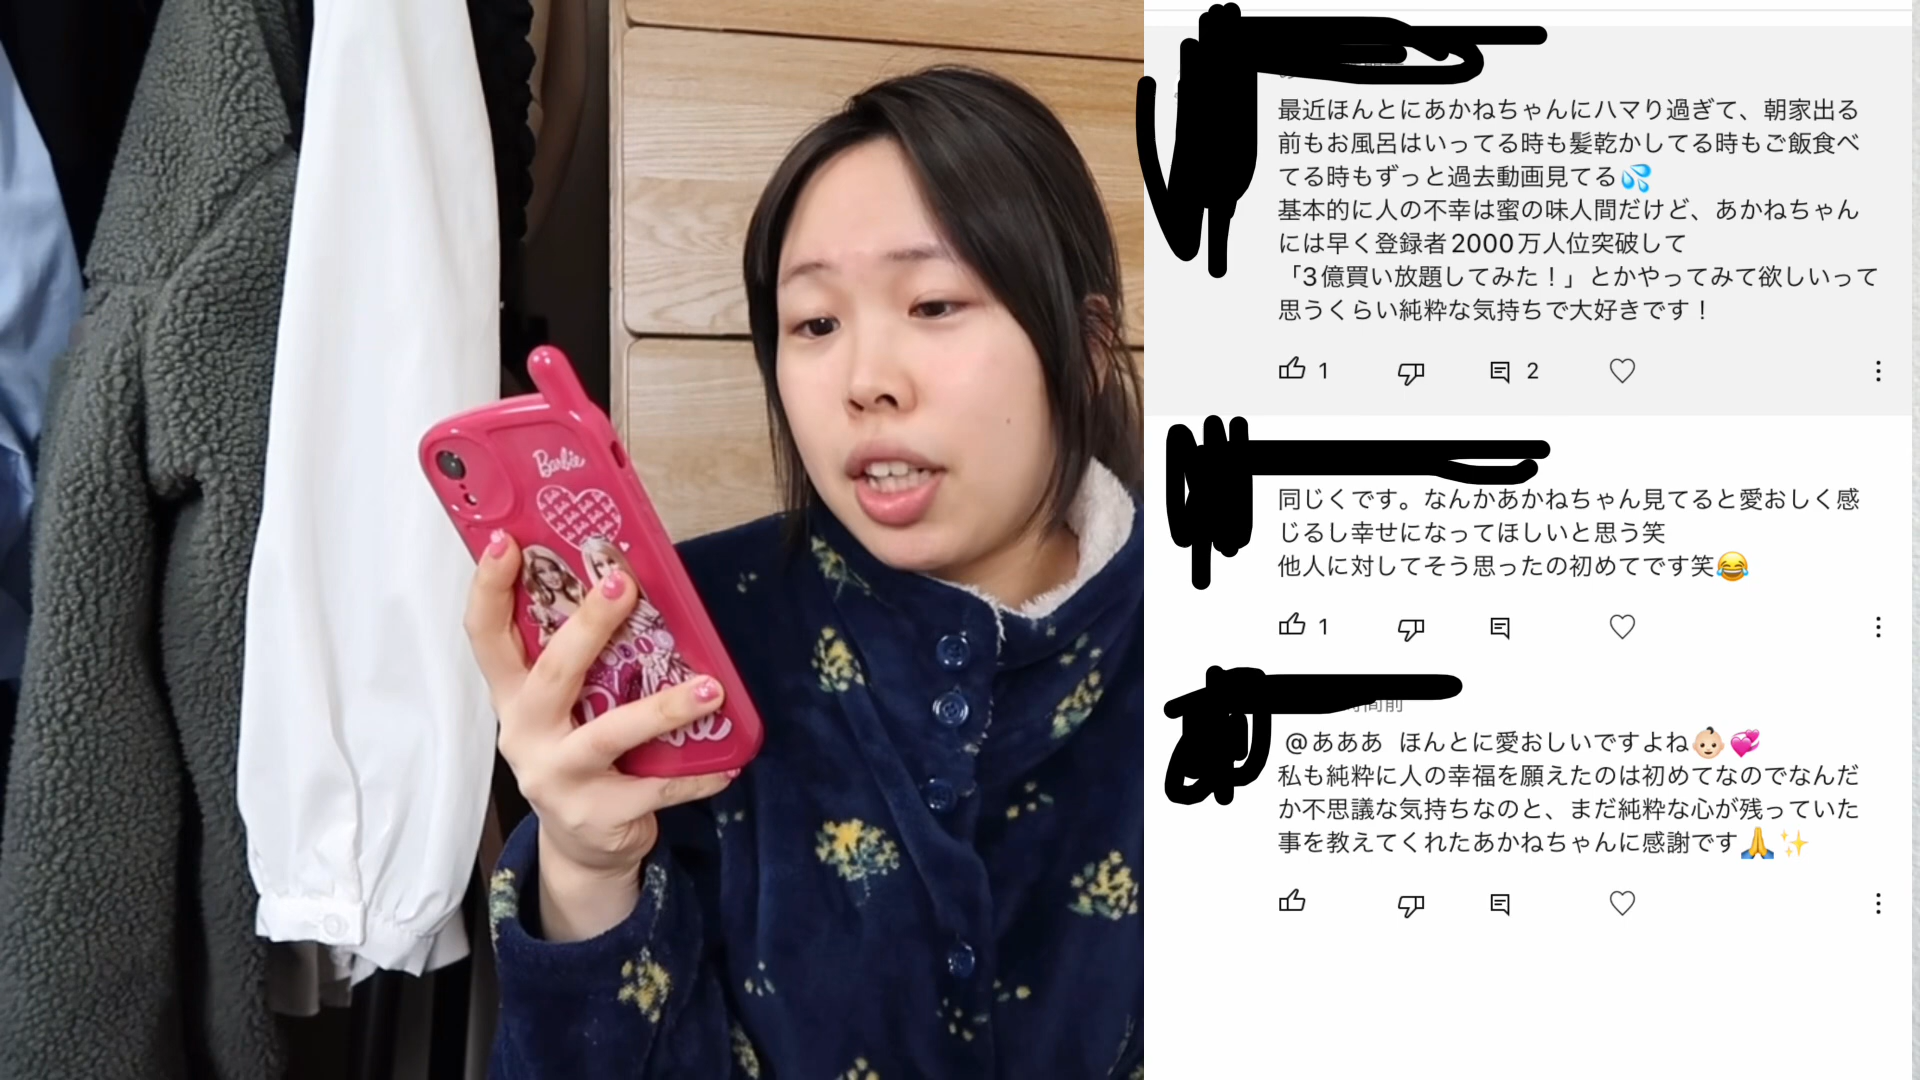 Barbie
最近ほんとにあかねちゃんにハマり過ぎて、朝家出る
前もお風呂はいってる時も髪乾かしてる時もご飯食べ
てる時もずっと過去動画見てる💦
基本的に人の不幸は蜜の味人間だけど、あかねちゃん
には早く登録者2000万人位突破して
「3億買い放題してみた！」とかやってみて欲しいって
思うくらい純粋な気持ちで大好きです！
1
2
同じくです。なんかあかねちゃん見てると愛おしく感
じるし幸せになってほしいと思う笑
他人に対してそう思ったの初めてです笑😂
1
間前
@あああ ほんとに愛おしいですよね👶🏻💞
私も純粋に人の幸福を願えたのは初めてなのでなんだ
か不思議な気持ちなのと、まだ純粋な心が残っていた
事を教えてくれたあかねちゃんに感謝です🙏✨